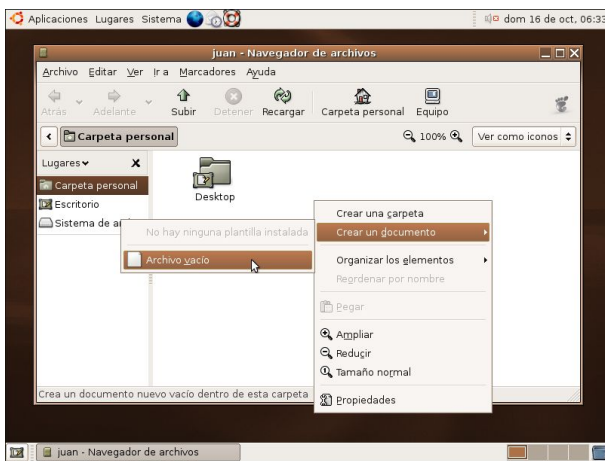 Aplicaciones Lugares Sistema dom 16 de oct, 06:33
juan - Navegador de archivos
Archivo Editar Ver Ir a Marcadores Ayuda
Atrás Adelante Subir Detener Recargar Carpeta personal Equipo
Carpeta personal 100% Ver como iconos
Lugares
Carpeta personal
Escritorio
Sistema de
Desktop
Crear una carpeta
Crear un documento
No hay ninguna plantilla instalada
Archivo vacío
Organizar los elementos
Reordenar por nombre
Pegar
Ampliar
Reducir
Tamaño normal
Propiedades
Crea un documento nuevo vacío dentro de esta carpeta
juan - Navegador de archivos